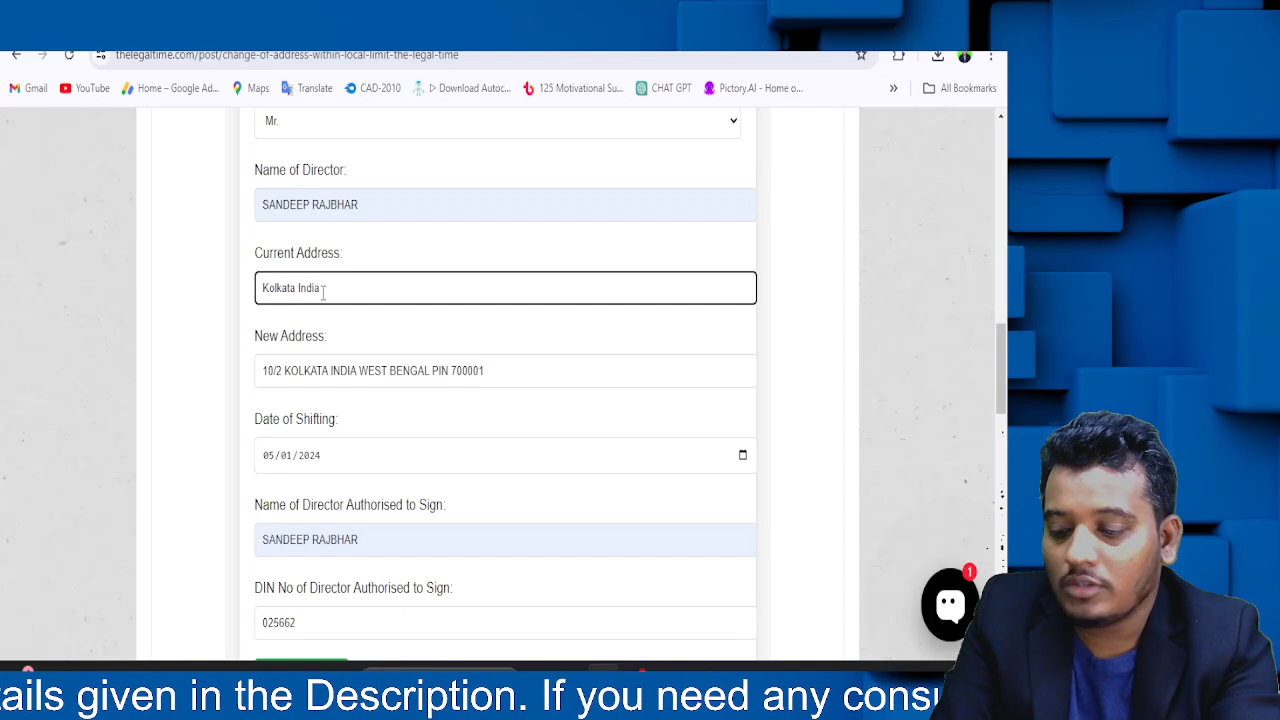 thelegaltime.com/post/change-of-address-within-local-limit-the-legal-time
Gmail YouTube Home – Google Ad... Maps Translate CAD-2010 ▷ Download Autoc... 125 Motivational Su... CHAT GPT Pictory.AI - Home o... » All Bookmarks
Mr.
Name of Director:
SANDEEP RAJBHAR
Current Address:
Kolkata India
New Address:
10/2 KOLKATA INDIA WEST BENGAL PIN 700001
Date of Shifting:
05/01/2024
Name of Director Authorised to Sign:
SANDEEP RAJBHAR
DIN No of Director Authorised to Sign:
025662
1
tails given in the Description. If you need any consu